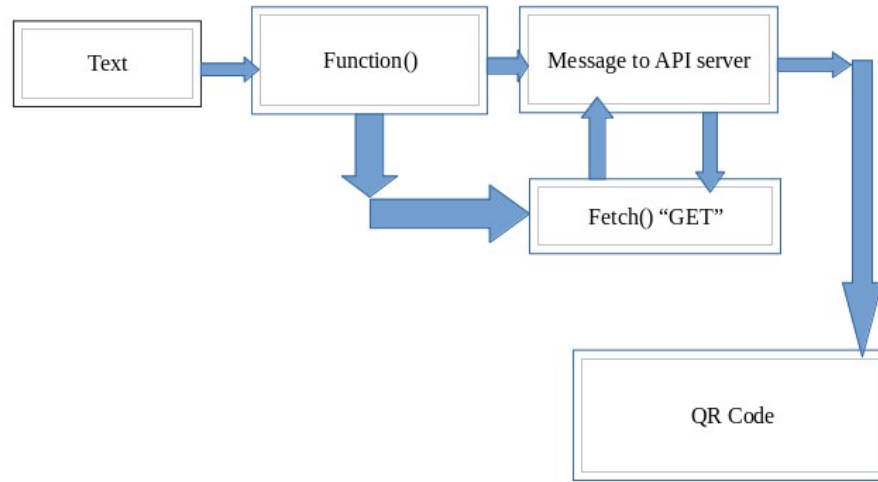 Text
Function()
Message to API server
Fetch() “GET”
QR Code